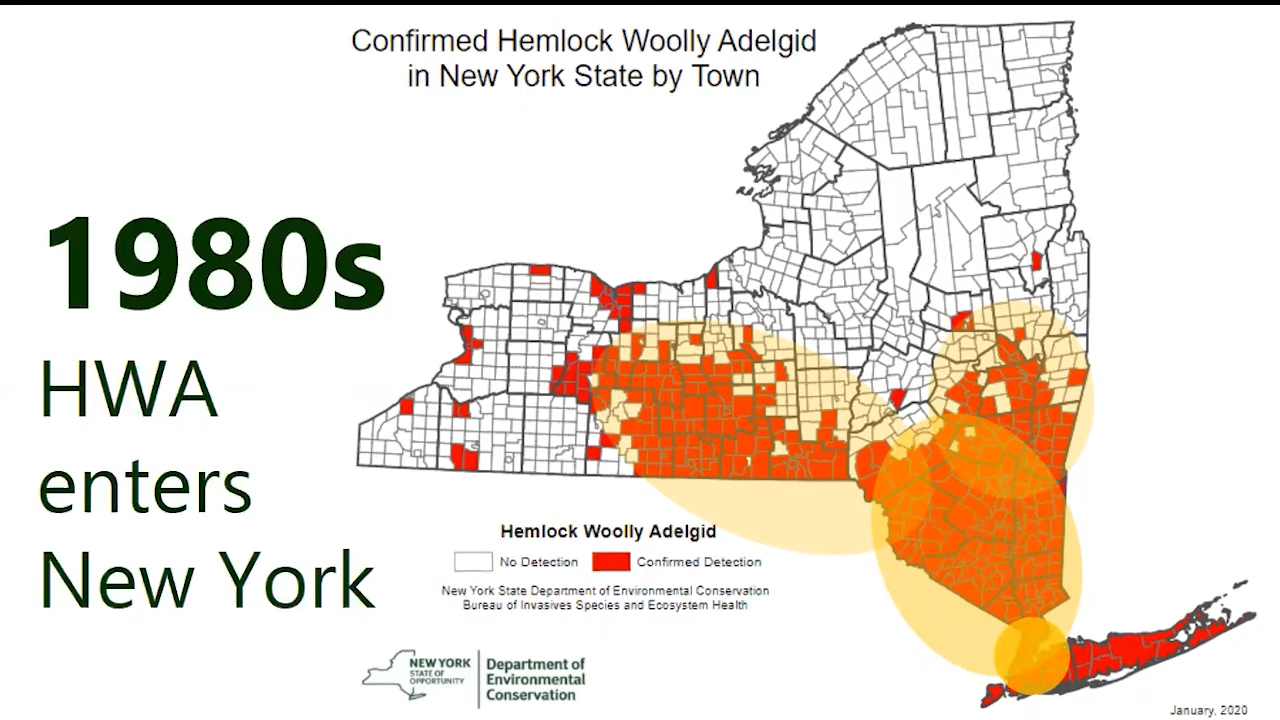 Confirmed Hemlock Woolly Adelgid
in New York State by Town
1980s
HWA
enters
New York
Hemlock Woolly Adelgid
No Detection
Confirmed Detection
New York State Department of Environmental Conservation
Bureau of Invasives Species and Ecosystem Health
NEW YORK
STATE OF
OPPORTUNITY
Department of
Environmental
Conservation
January, 2020